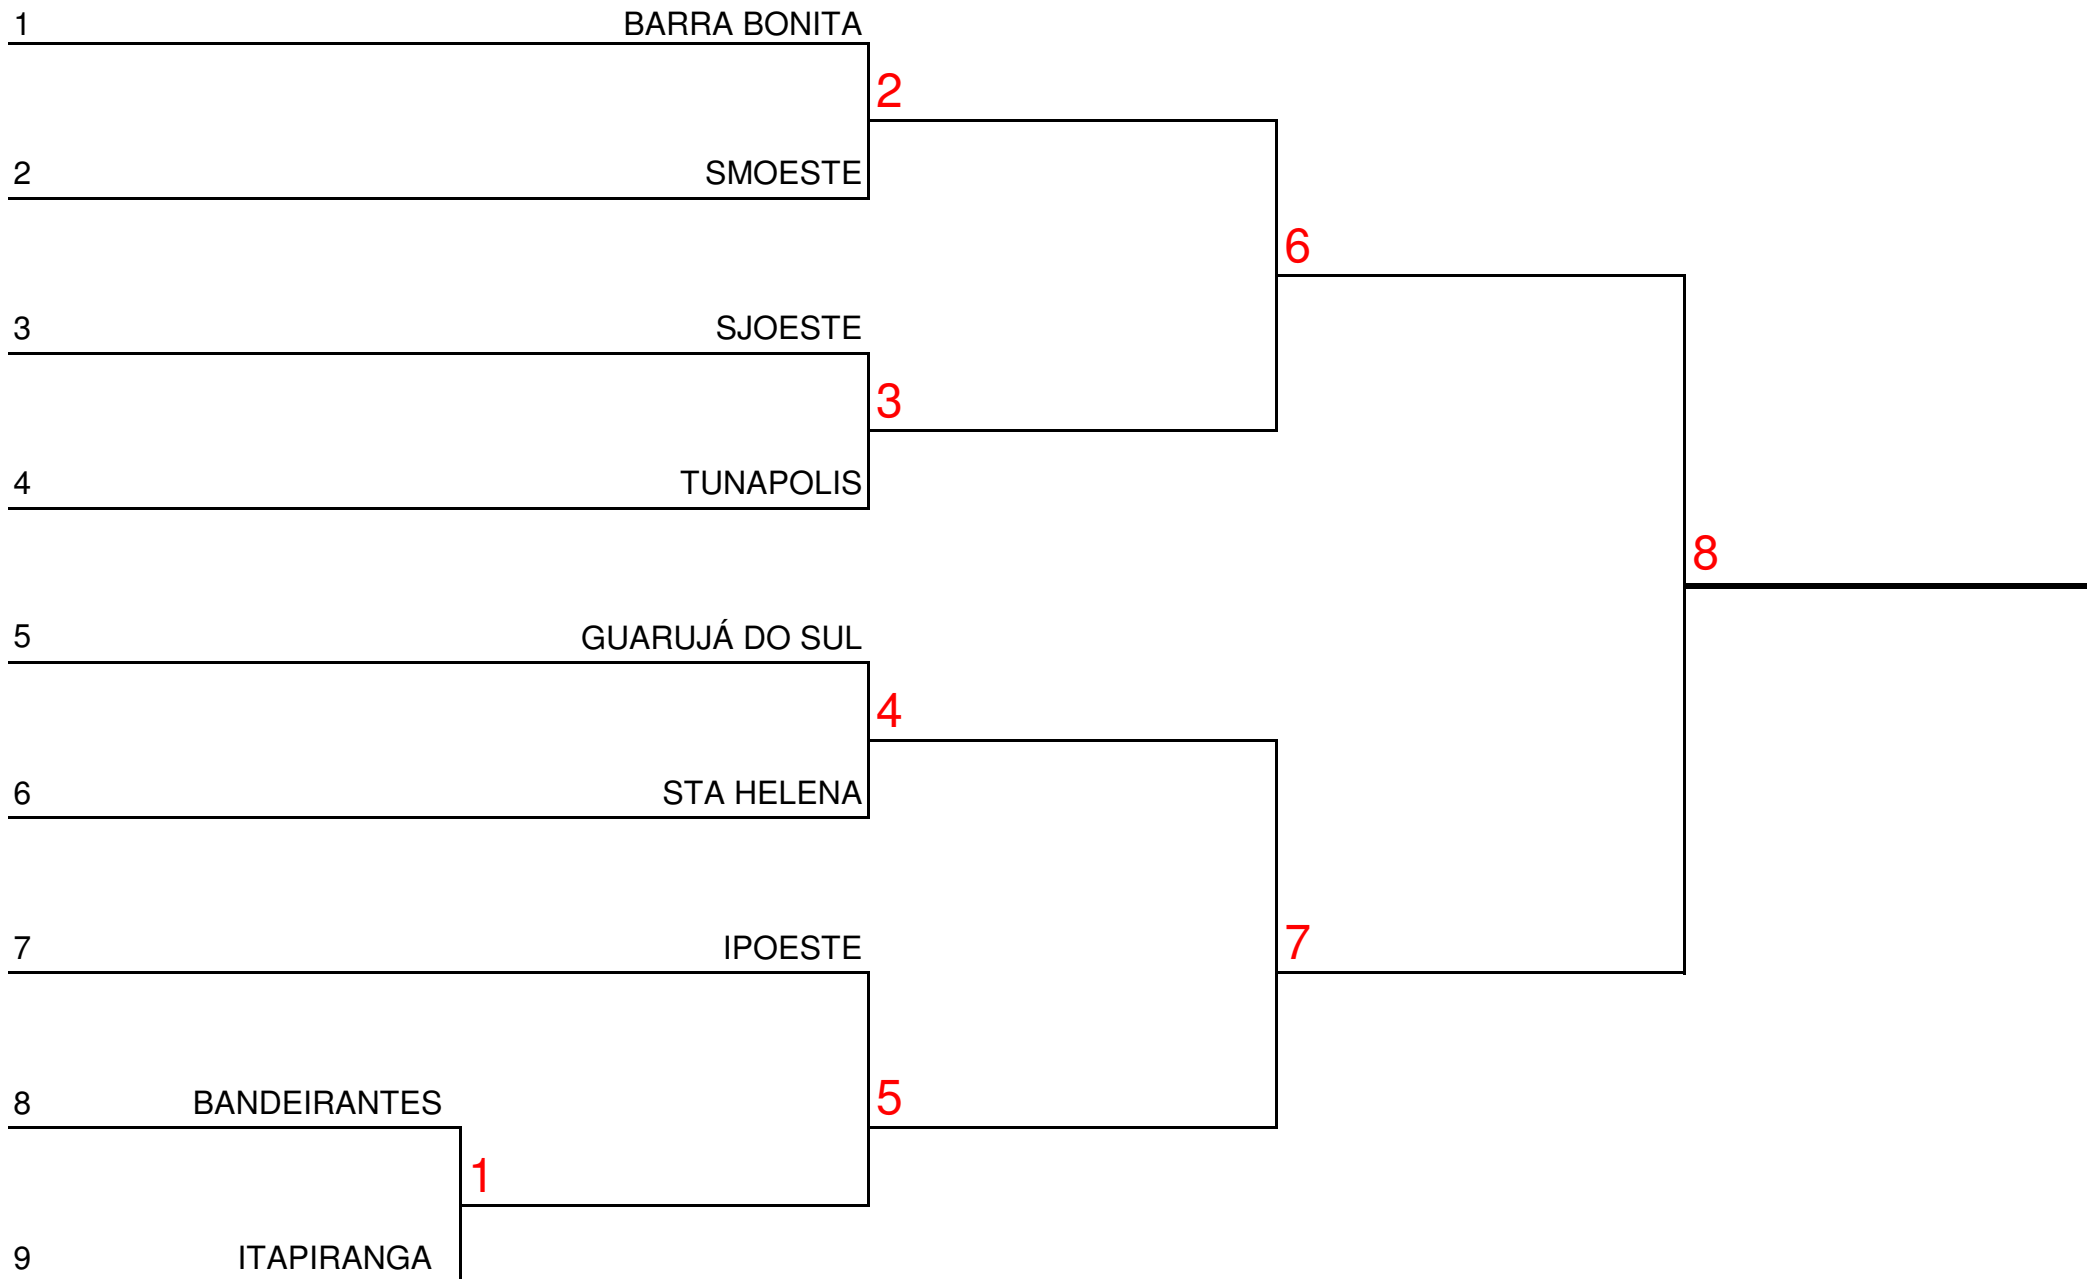 1 BARRA BONITA
2
2 SMOESTE
6
3 SJOESTE
3
4 TUNAPOLIS
8
5 GUARUJÁ DO SUL
4
6 STA HELENA
7 IPOESTE
7
8 BANDEIRANTES
5
1
9 ITAPIRANGA